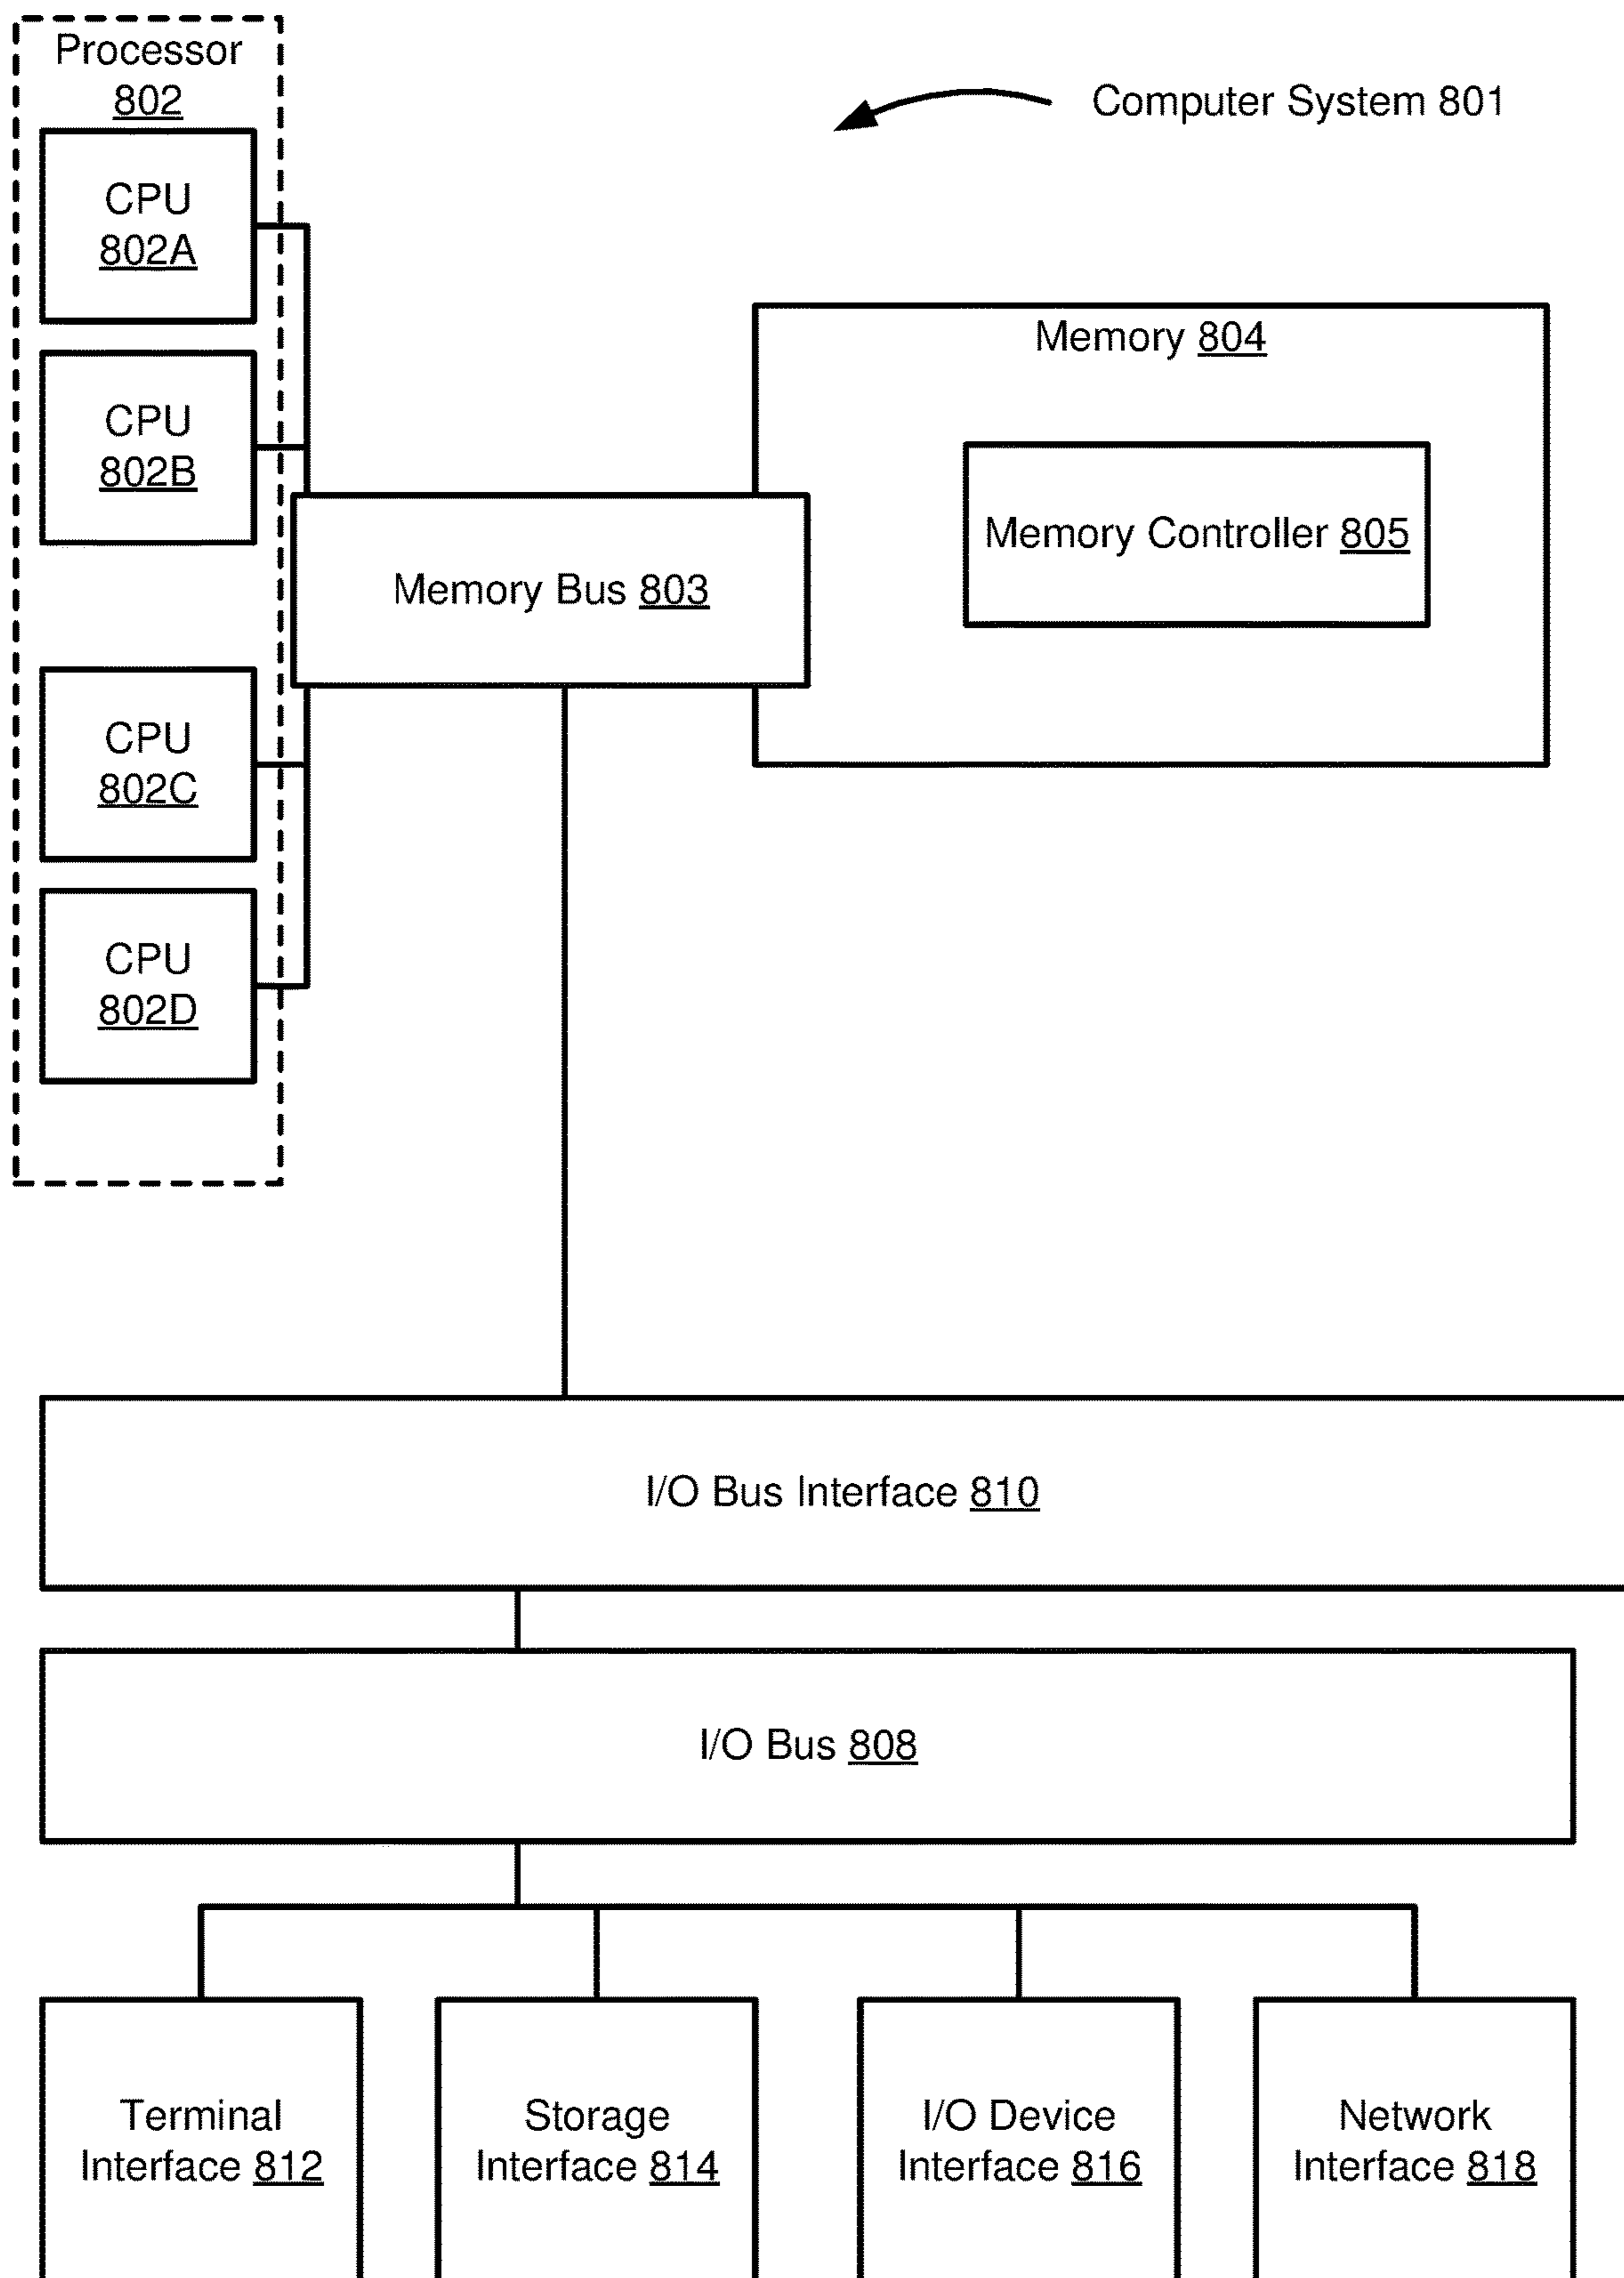 Processor
802
Computer System 801
CPU
802A
Memory 804
CPU
802B
Memory Controller 805
Memory Bus 803
CPU
802C
CPU
802D
I/O Bus Interface 810
I/O Bus 808
Terminal
Interface 812
Storage
Interface 814
I/O Device
Interface 816
Network
Interface 818